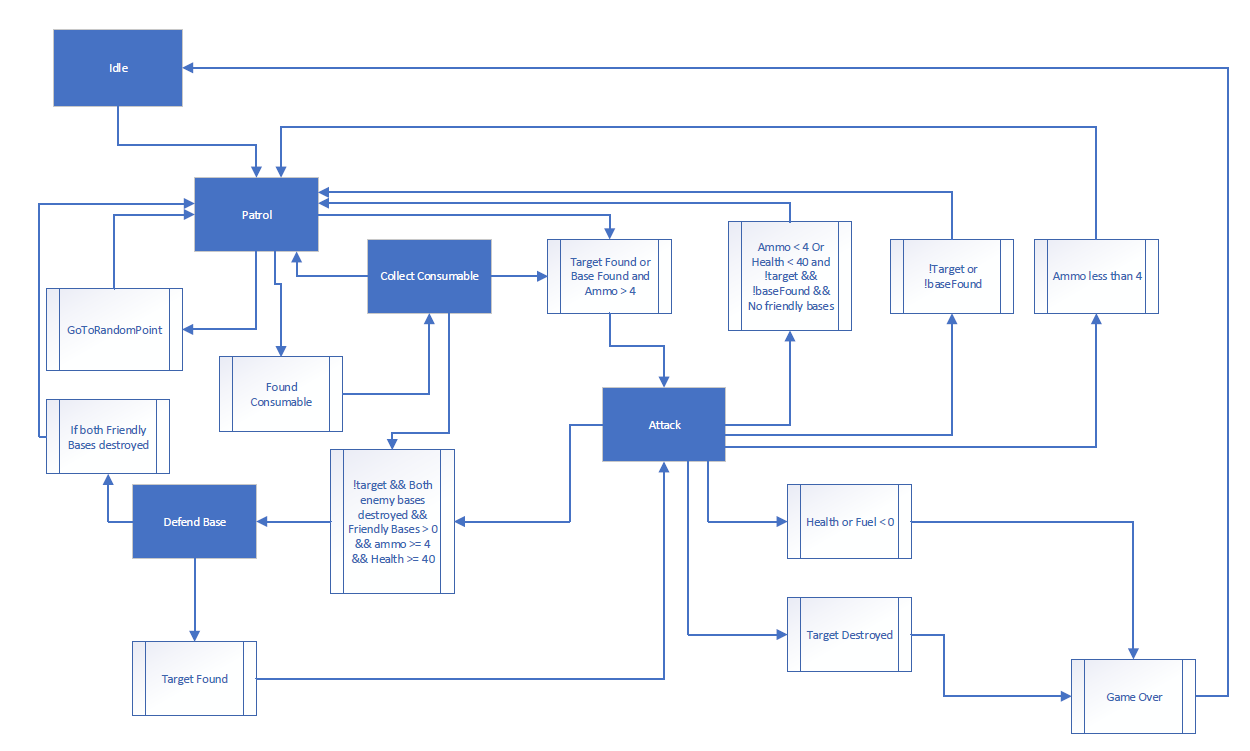 Idle
Patrol
Collect Consumable
Target Found or
Base Found and
Ammo > 4
Ammo < 4 Or
Health < 40 and
!target &&
!baseFound &&
No friendly bases
!Target or
!baseFound
Ammo less than 4
GoToRandomPoint
Found
Consumable
If both Friendly
Bases destroyed
Attack
!target && Both
enemy bases
destroyed &&
Friendly Bases > 0
&& ammo >= 4
&& Health >= 40
Defend Base
Health or Fuel < 0
Target Destroyed
Target Found
Game Over